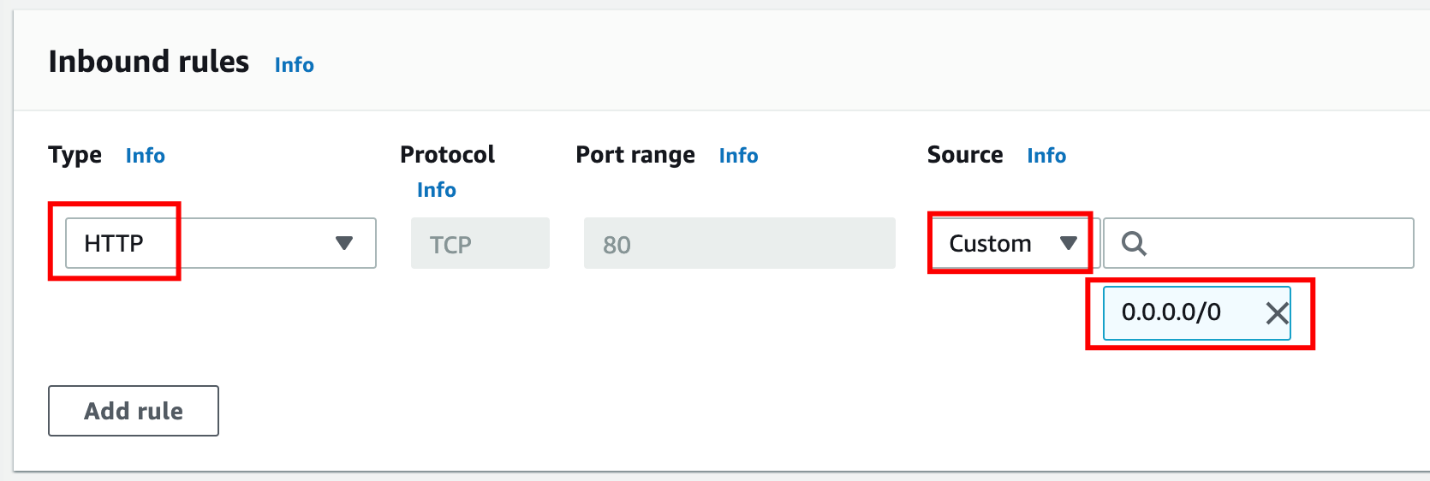 Inbound rules Info
Type Info Protocol Info Port range Info Source Info
HTTP TCP 80 Custom
0.0.0.0/0
Add rule